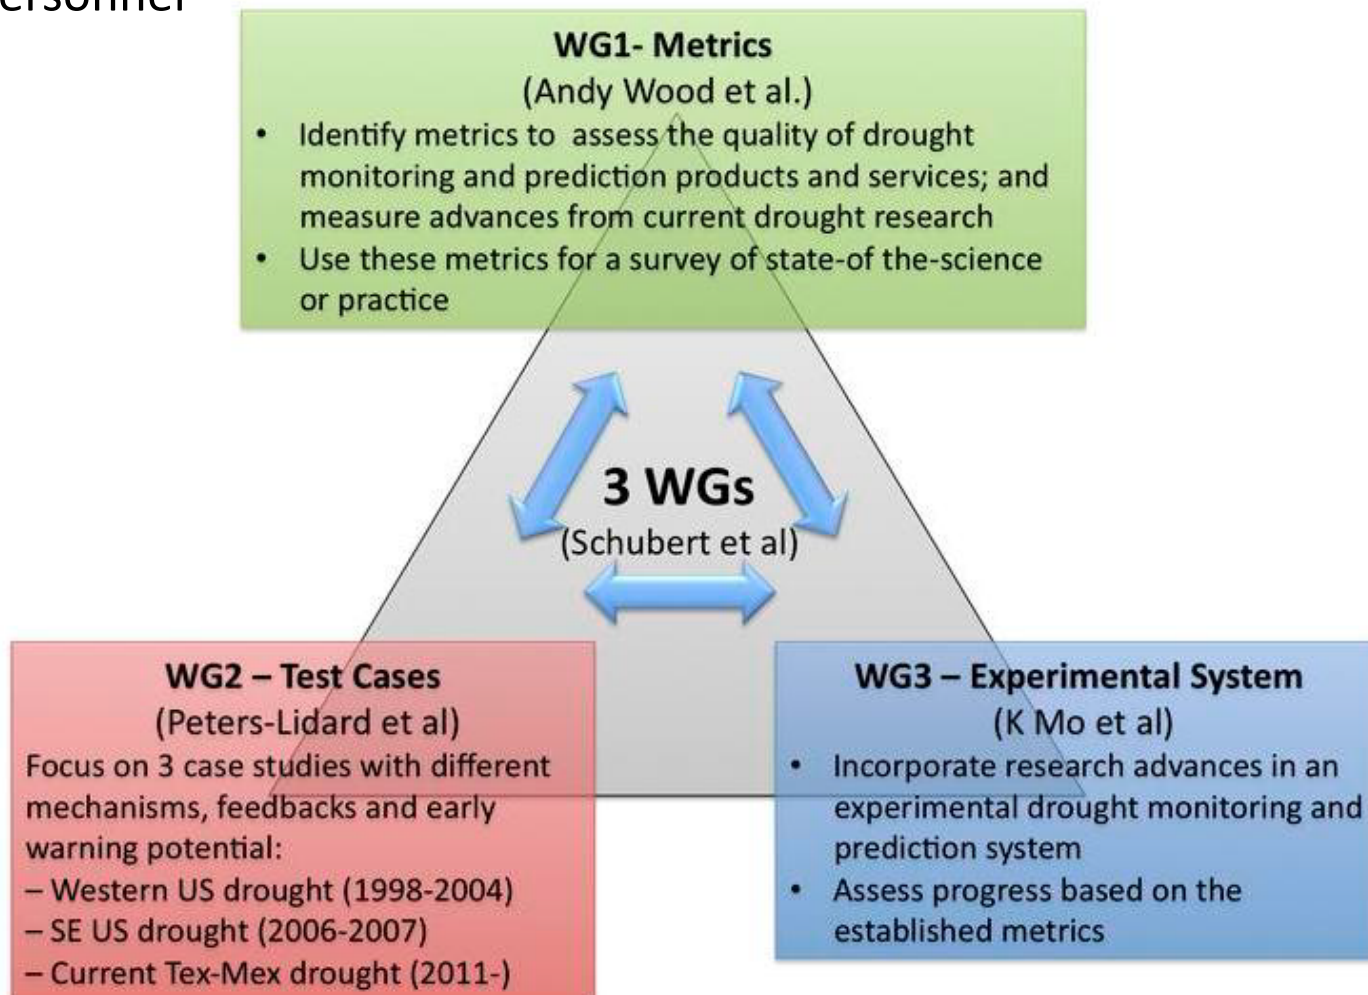 WG1- Metrics
(Andy Wood et al.)
• Identify metrics to  assess the quality of drought
monitoring and prediction products and services; and
measure advances from current drought research
• Use these metrics for a survey of state-of the-science
or practice
3 WGs
(Schubert et al)
WG2 – Test Cases
(Peters-Lidard et al)
Focus on 3 case studies with different
mechanisms, feedbacks and early
warning potential:
– Western US drought (1998-2004)
– SE US drought (2006-2007)
– Current Tex-Mex drought (2011-)
WG3 – Experimental System
(K Mo et al)
• Incorporate research advances in an
experimental drought monitoring and
prediction system
• Assess progress based on the
established metrics